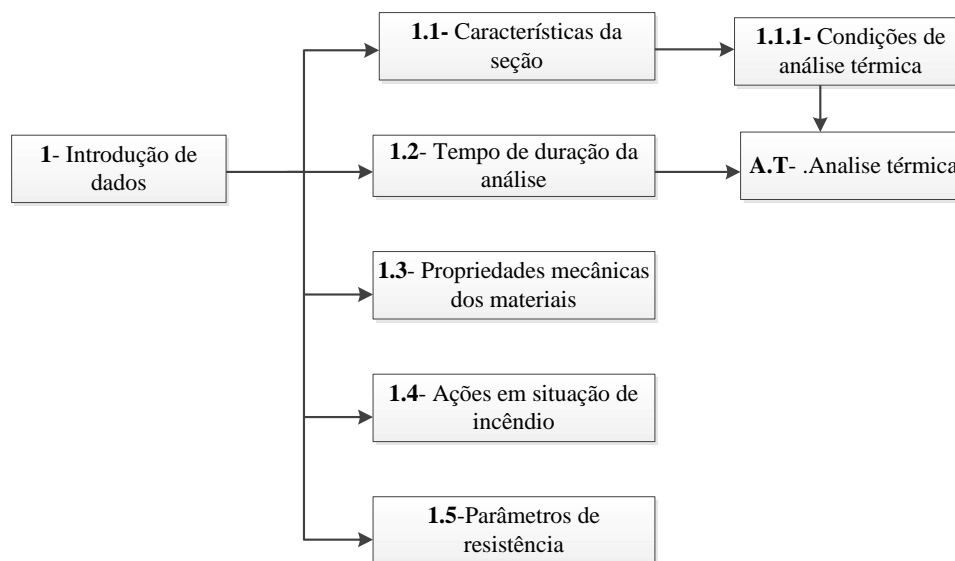 1- Introdução de
dados
1.1- Características da
seção
1.1.1- Condições de
análise térmica
1.2- Tempo de duração da
análise
A.T- .Analise térmica
1.3- Propriedades mecânicas
dos materiais
1.4- Ações em situação de
incêndio
1.5-Parâmetros de
resistência